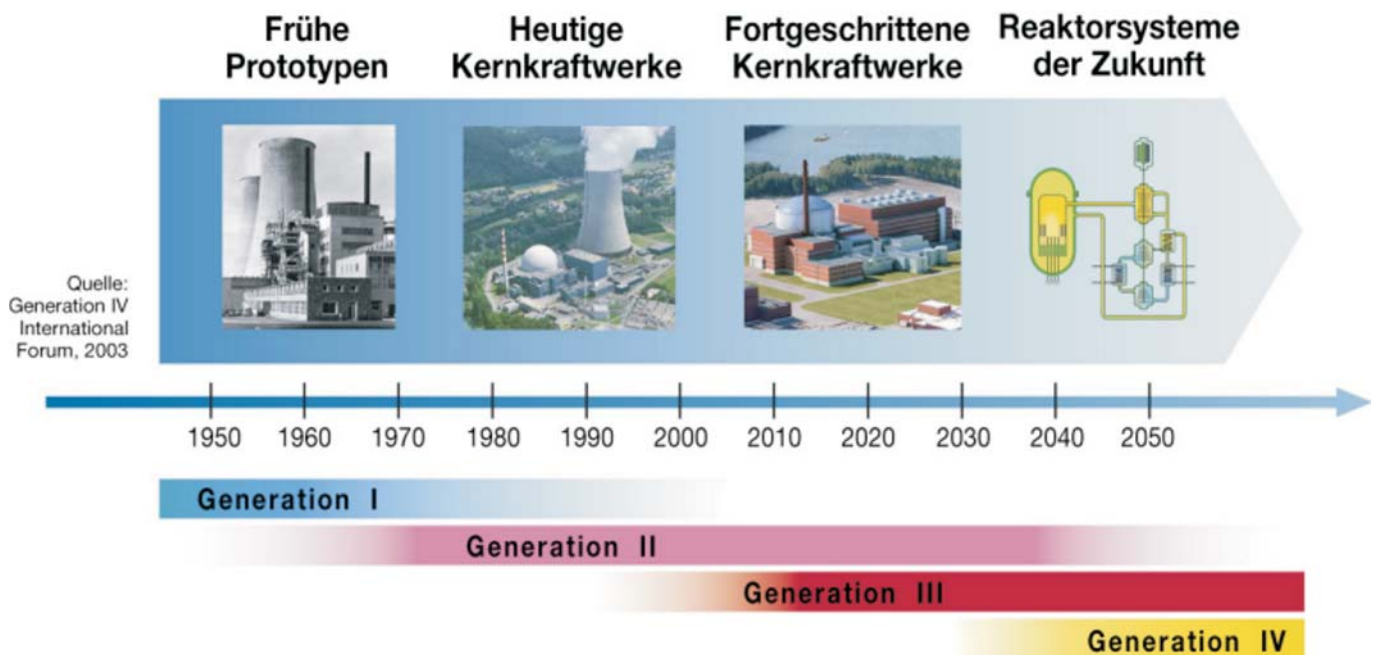 Frühe
Prototypen
Heutige
Kernkraftwerke
Fortgeschrittene
Kernkraftwerke
Reaktorsysteme
der Zukunft
Quelle:
Generation IV
International
Forum, 2003
1950 1960 1970 1980 1990 2000 2010 2020 2030 2040 2050
Generation I
Generation II
Generation III
Generation IV